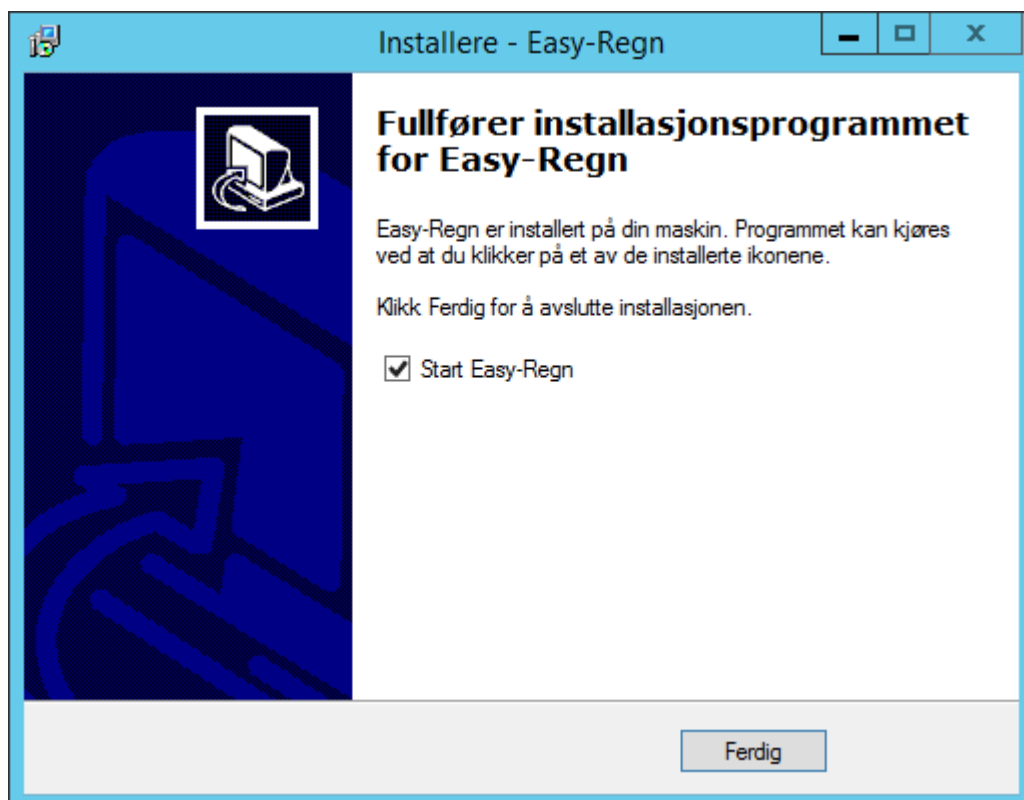 Installere - Easy-Regn
Fullfører installasjonsprogrammet
for Easy-Regn
Easy-Regn er installert på din maskin. Programmet kan kjøres
ved at du klikker på et av de installerte ikonene.
Klikk Ferdig for å avslutte installasjonen.
Start Easy-Regn
Ferdig